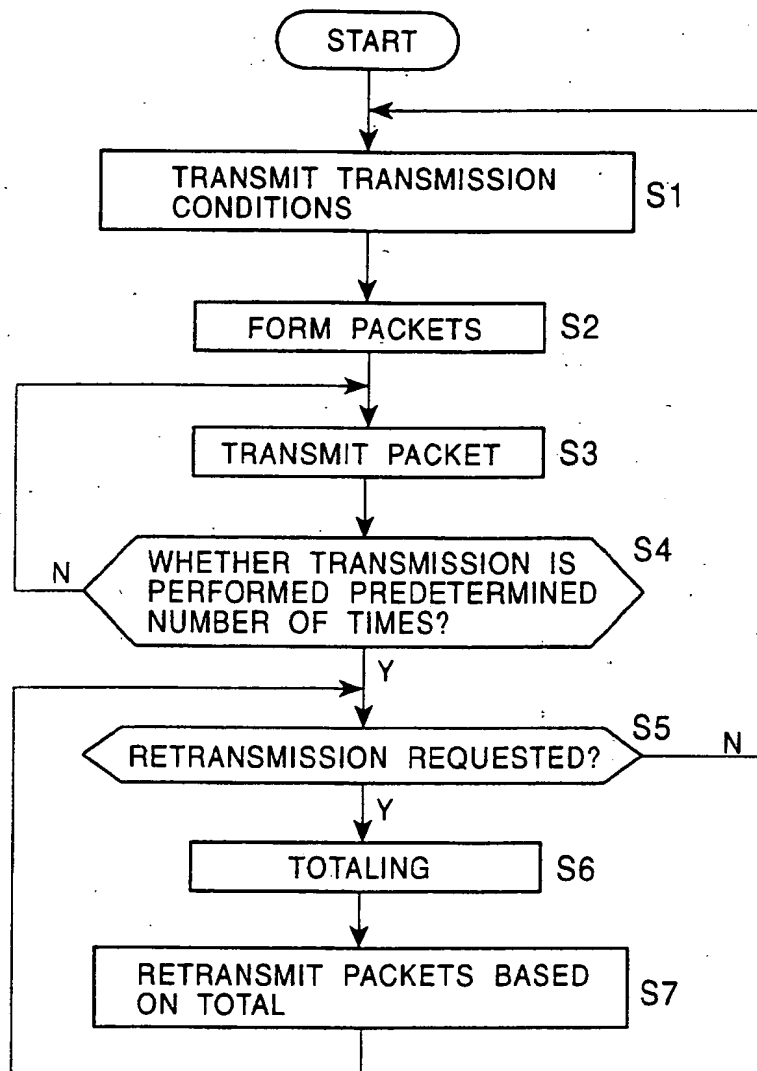 START
TRANSMIT TRANSMISSION
CONDITIONS
S1
FORM PACKETS
S2
TRANSMIT PACKET
S3
WHETHER TRANSMISSION IS
PERFORMED PREDETERMINED
NUMBER OF TIMES?
S4
N
Y
RETRANSMISSION REQUESTED?
S5
N
Y
TOTALING
S6
RETRANSMIT PACKETS BASED
ON TOTAL
S7